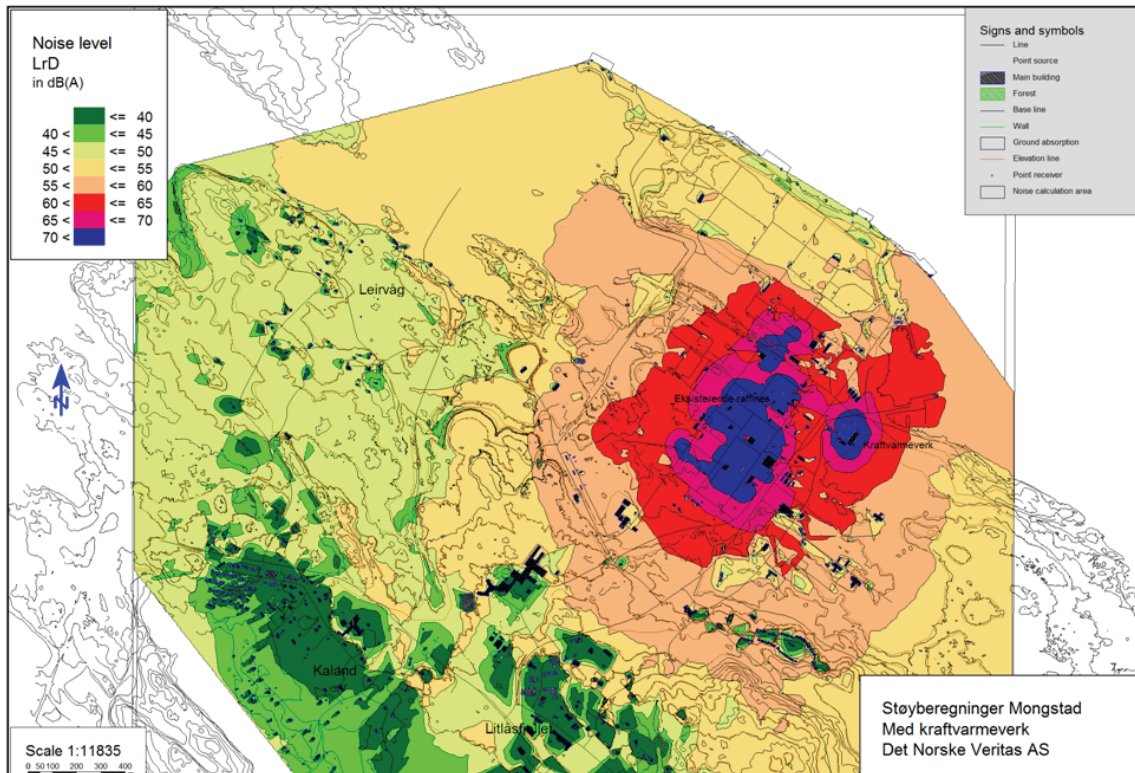 Noise level
LrD
in dB(A)
<= 40
40 < <= 45
45 < <= 50
50 < <= 55
55 < <= 60
60 < <= 65
65 < <= 70
70 <
Signs and symbols
Line
Point source
Main building
Forest
Base line
Wall
Ground absorption
Elevation line
Point receiver
Noise calculation area
Leirvåg
Eksisterende raffineri
Kraftvarmeverk
Kaland
Litlåsfjellet
N
Scale 1:11835
0 50 100 200 300 400
Støyberegninger Mongstad
Med kraftvarmeverk
Det Norske Veritas AS